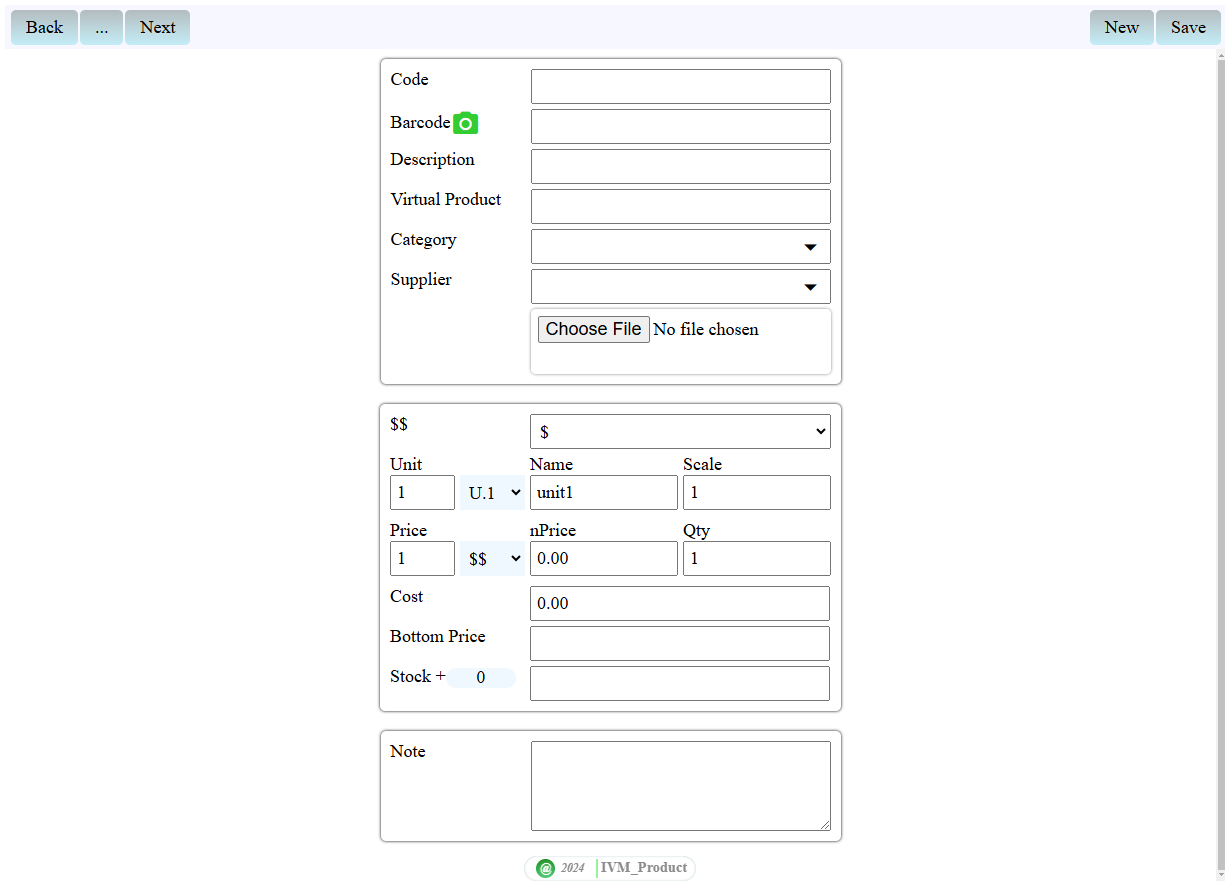 Back ... Next New Save
Code
Barcode
Description
Virtual Product
Category
Supplier
Choose File No file chosen
$$ $
Unit Name Scale
1 U.1 unit1 1
Price nPrice Qty
1 $$ 0.00 1
Cost 0.00
Bottom Price
Stock + 0
Note
@ 2024 IVM_Product